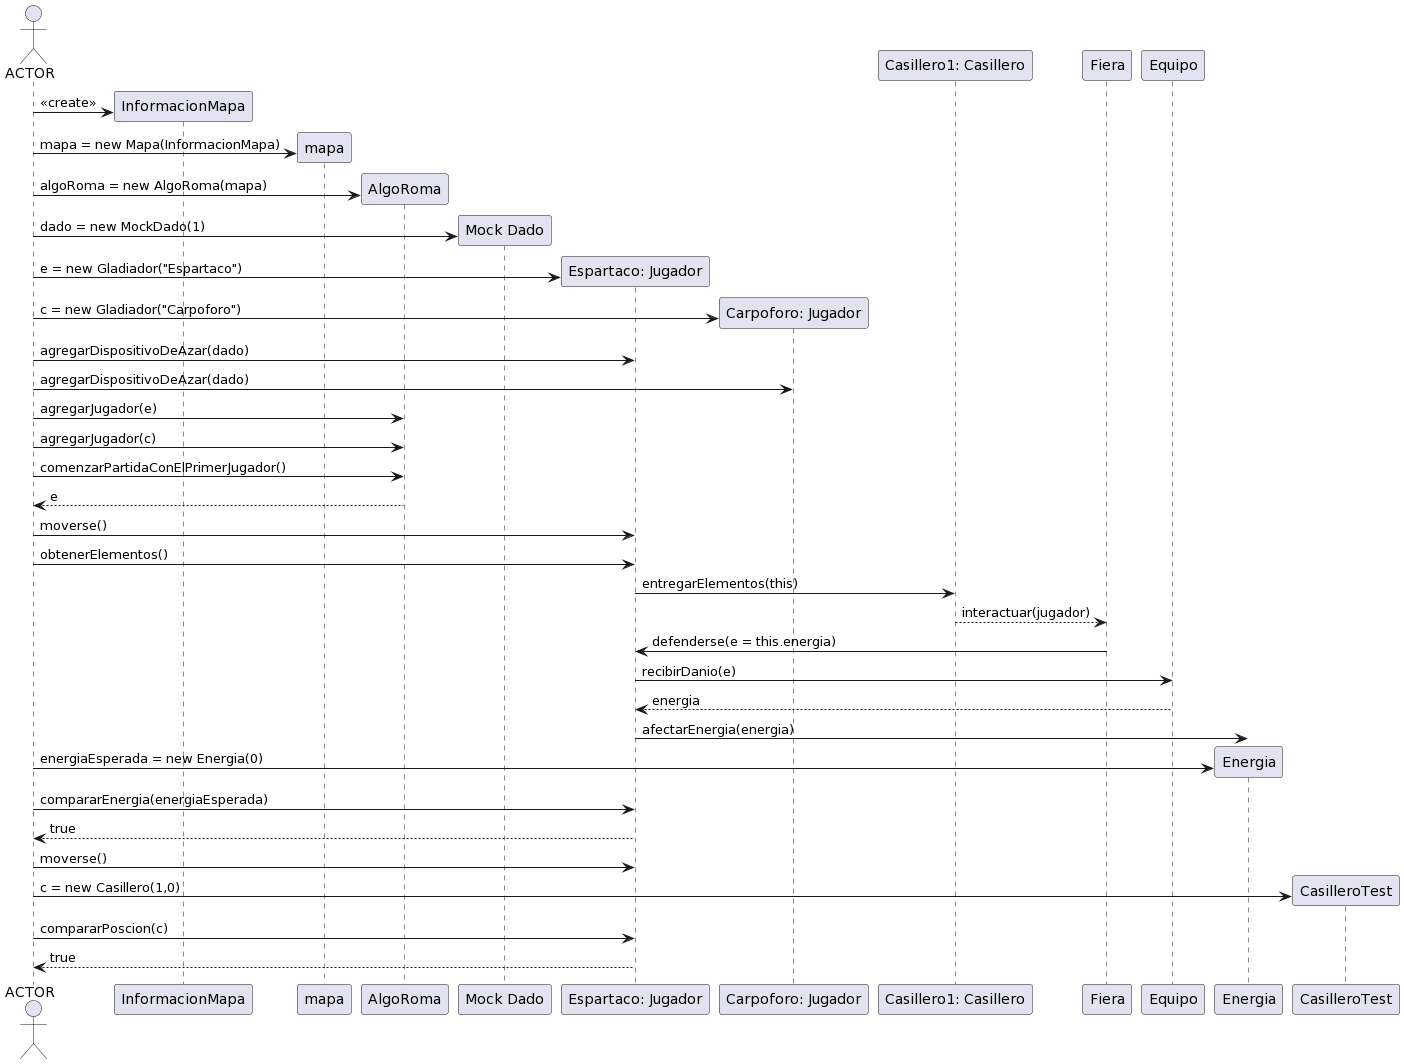 ACTOR
Casillero1: Casillero
Fiera
Equipo
«create»
InformacionMapa
mapa = new Mapa(InformacionMapa)
mapa
algoRoma = new AlgoRoma(mapa)
AlgoRoma
dado = new MockDado(1)
Mock Dado
e = new Gladiador("Espartaco")
Espartaco: Jugador
c = new Gladiador("Carpoforo")
Carpoforo: Jugador
agregarDispositivoDeAzar(dado)
agregarDispositivoDeAzar(dado)
agregarJugador(e)
agregarJugador(c)
comenzarPartidaConElPrimerJugador()
e
moverse()
obtenerElementos()
entregarElementos(this)
interactuar(jugador)
defenderse(e = this.energia)
recibirDanio(e)
energia
afectarEnergia(energia)
energiaEsperada = new Energia(0)
Energia
compararEnergia(energiaEsperada)
true
moverse()
c = new Casillero(1,0)
CasilleroTest
compararPoscion(c)
true
ACTOR
InformacionMapa
mapa
AlgoRoma
Mock Dado
Espartaco: Jugador
Carpoforo: Jugador
Casillero1: Casillero
Fiera
Equipo
Energia
CasilleroTest